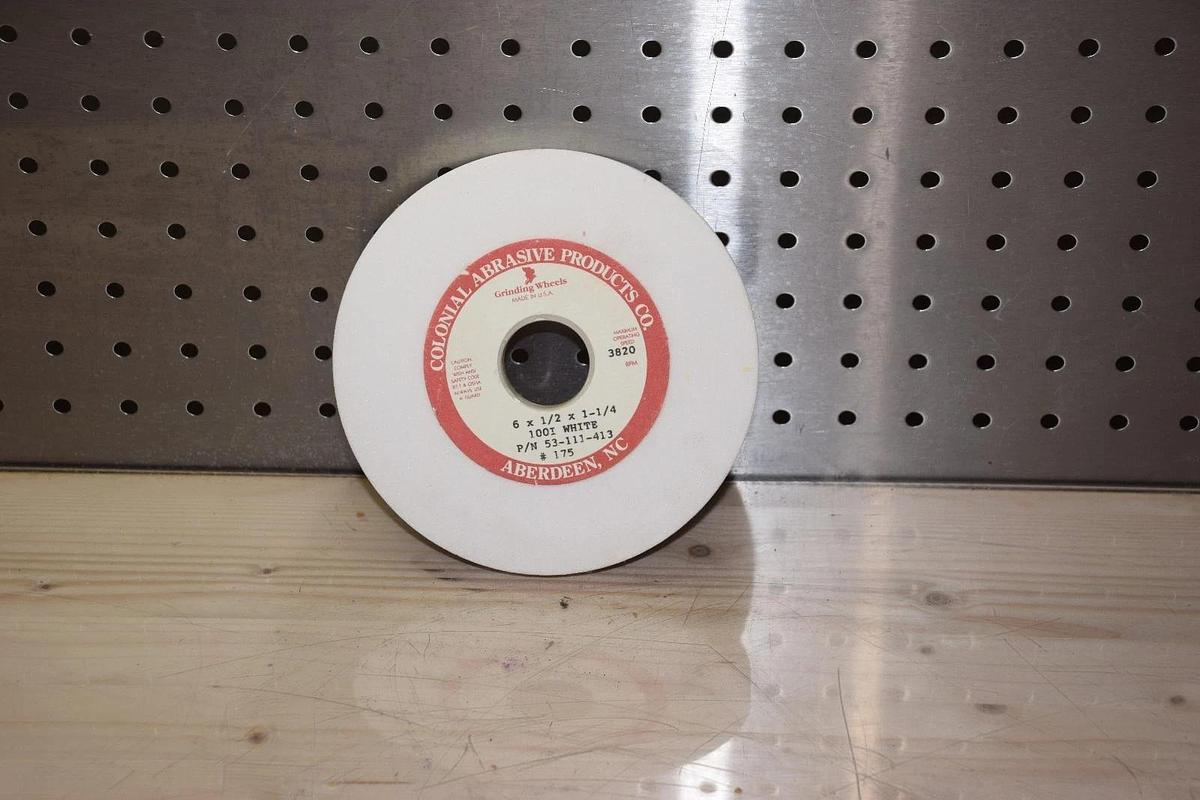 COLONIAL ABRASIVE PRODUCTS CO.
Grinding Wheels
MADE IN U.S.A.
MAXIMUM
OPERATING
SPEED
3820
RPM
CAUTION
COMPLY
WITH ANSI
SAFETY CODE
B7.1 & OSHA
ALWAYS USE
A GUARD
6 x 1/2 x 1-1/4
100I WHITE
P/N 53-111-413
# 175
ABERDEEN, NC